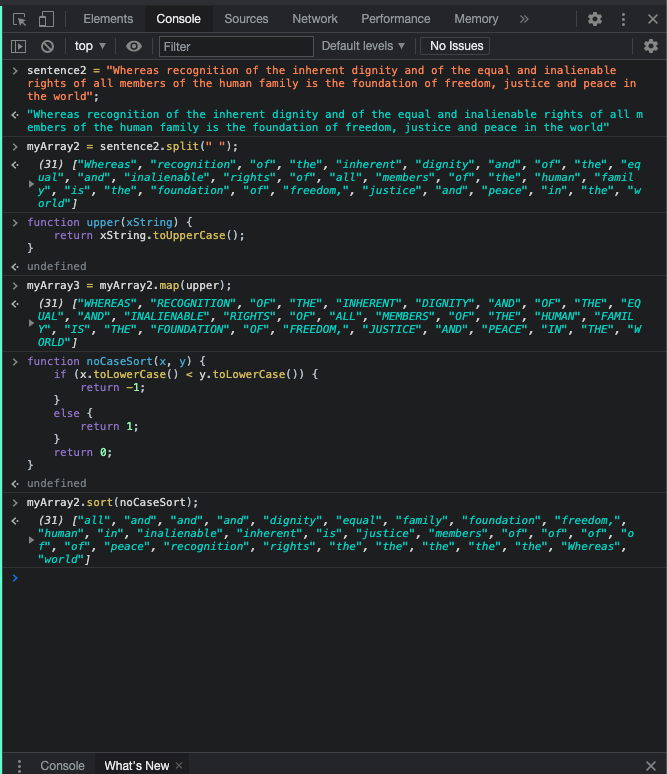 Elements Console Sources Network Performance Memory »
top ▼ Filter Default levels ▼ No Issues
> sentence2 = "Whereas recognition of the inherent dignity and of the equal and inalienable
rights of all members of the human family is the foundation of freedom, justice and peace in
the world";
"Whereas recognition of the inherent dignity and of the equal and inalienable rights of all m
embers of the human family is the foundation of freedom, justice and peace in the world"
> myArray2 = sentence2.split(" ");
(31) ["Whereas", "recognition", "of", "the", "inherent", "dignity", "and", "of", "the", "eq
ual", "and", "inalienable", "rights", "of", "all", "members", "of", "the", "human", "famil
y", "is", "the", "foundation", "of", "freedom,", "justice", "and", "peace", "in", "the", "w
orld"]
> function upper(xString) {
    return xString.toUpperCase();
}
undefined
> myArray3 = myArray2.map(upper);
(31) ["WHEREAS", "RECOGNITION", "OF", "THE", "INHERENT", "DIGNITY", "AND", "OF", "THE", "EQ
UAL", "AND", "INALIENABLE", "RIGHTS", "OF", "ALL", "MEMBERS", "OF", "THE", "HUMAN", "FAMIL
Y", "IS", "THE", "FOUNDATION", "OF", "FREEDOM,", "JUSTICE", "AND", "PEACE", "IN", "THE", "W
ORLD"]
> function noCaseSort(x, y) {
    if (x.toLowerCase() < y.toLowerCase()) {
        return -1;
    }
    else {
        return 1;
    }
    return 0;
}
undefined
> myArray2.sort(noCaseSort);
(31) ["all", "and", "and", "and", "dignity", "equal", "family", "foundation", "freedom,",
"human", "in", "inalienable", "inherent", "is", "justice", "members", "of", "of", "of", "o
f", "of", "peace", "recognition", "rights", "the", "the", "the", "the", "the", "Whereas",
"world"]
>
Console What's New ×